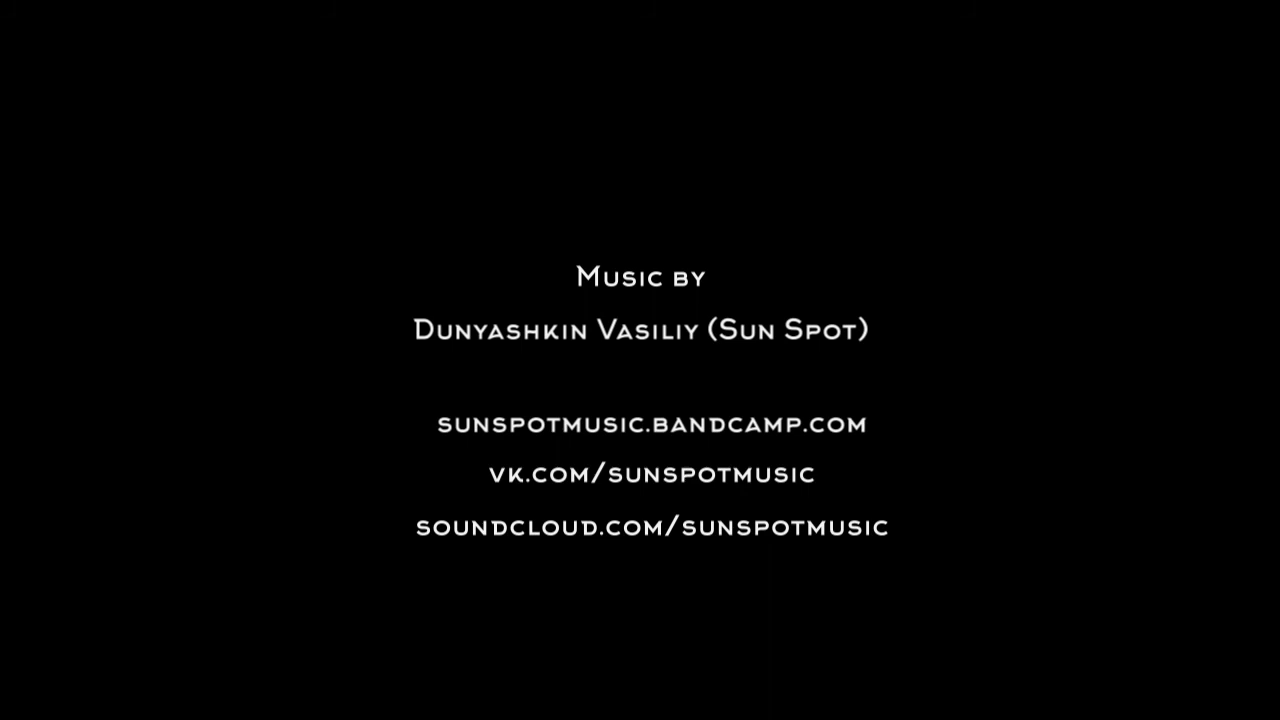 Music by
Dunyashkin Vasiliy (Sun Spot)
sunspotmusic.bandcamp.com
vk.com/sunspotmusic
soundcloud.com/sunspotmusic